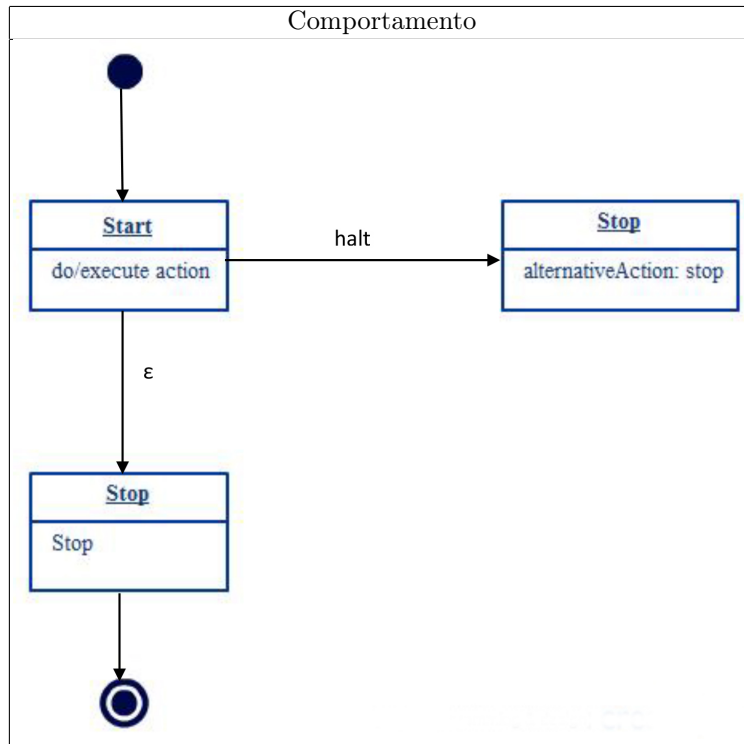 Comportamento
Start
do/execute action
halt
Stop
alternativeAction: stop
ε
Stop
Stop